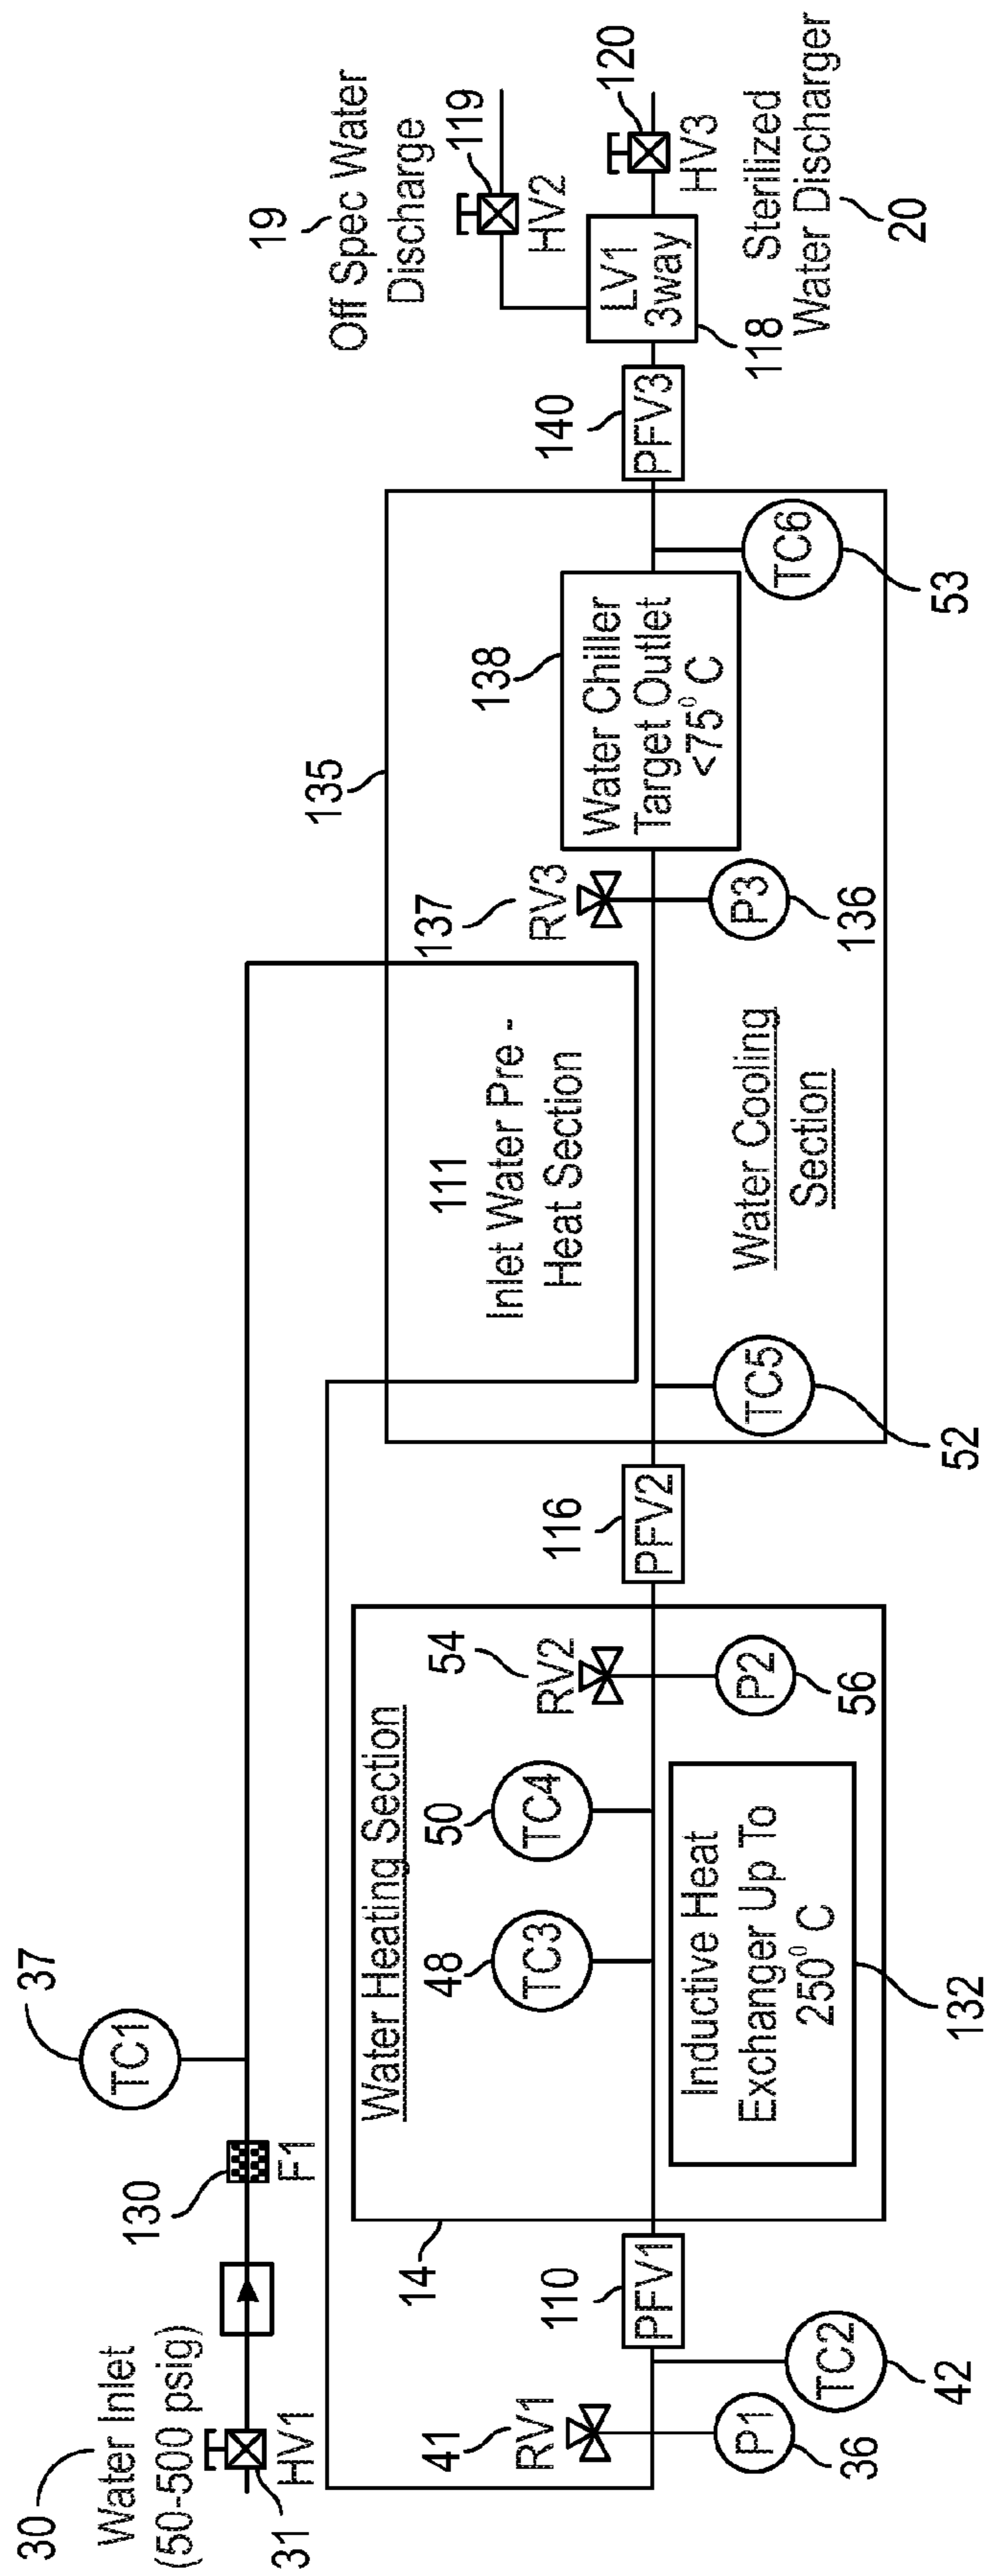 30
Water Inlet
(50-500 psig)
HV1
31
130
F1
TC1
37
41
RV1
P1
36
TC2
42
110
PFV1
14
Water Heating Section
48
TC3
50
TC4
54
RV2
P2
56
Inductive Heat
Exchanger Up To
250° C
132
116
PFV2
135
111
Inlet Water Pre -
Heat Section
TC5
52
Water Cooling
Section
137
RV3
P3
136
138
Water Chiller
Target Outlet
<75° C
TC6
53
140
PFV3
LV1
3way
118
19
Off Spec Water
Discharge
119
HV2
120
HV3
Sterilized
Water Discharger
20